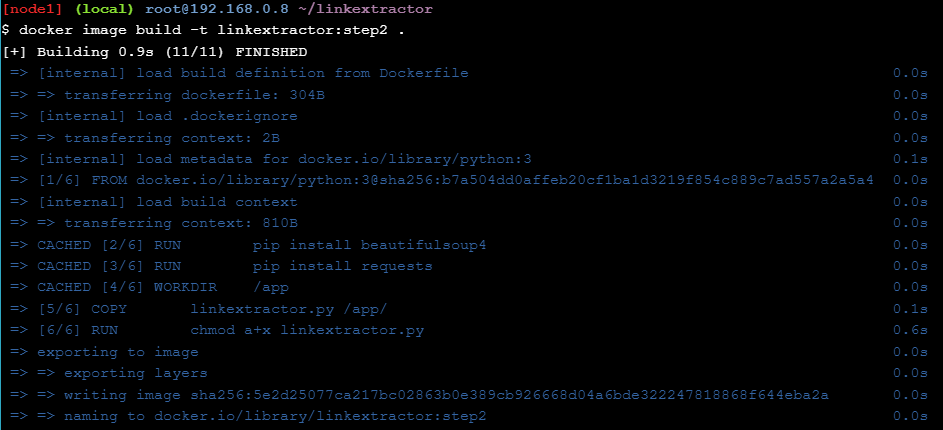 [node1] (local) root@192.168.0.8 ~/linkextractor
$ docker image build -t linkextractor:step2 .
[+] Building 0.9s (11/11) FINISHED
=> [internal] load build definition from Dockerfile 0.0s
=> => transferring dockerfile: 304B 0.0s
=> [internal] load .dockerignore 0.0s
=> => transferring context: 2B 0.0s
=> [internal] load metadata for docker.io/library/python:3 0.1s
=> [1/6] FROM docker.io/library/python:3@sha256:b7a504dd0affeb20cf1ba1d3219f854c889c7ad557a2a5a4 0.0s
=> [internal] load build context 0.0s
=> => transferring context: 810B 0.0s
=> CACHED [2/6] RUN pip install beautifulsoup4 0.0s
=> CACHED [3/6] RUN pip install requests 0.0s
=> CACHED [4/6] WORKDIR /app 0.0s
=> [5/6] COPY linkextractor.py /app/ 0.1s
=> [6/6] RUN chmod a+x linkextractor.py 0.6s
=> exporting to image 0.0s
=> => exporting layers 0.0s
=> => writing image sha256:5e2d25077ca217bc02863b0e389cb926668d04a6bde322247818868f644eba2a 0.0s
=> => naming to docker.io/library/linkextractor:step2 0.0s